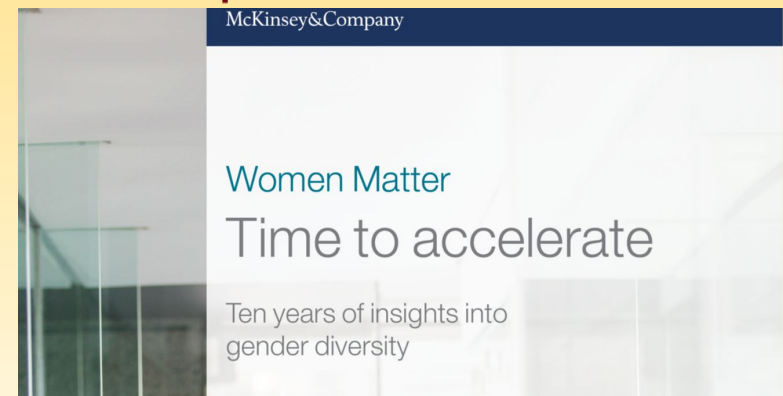 McKinsey&Company
Women Matter
Time to accelerate
Ten years of insights into
gender diversity